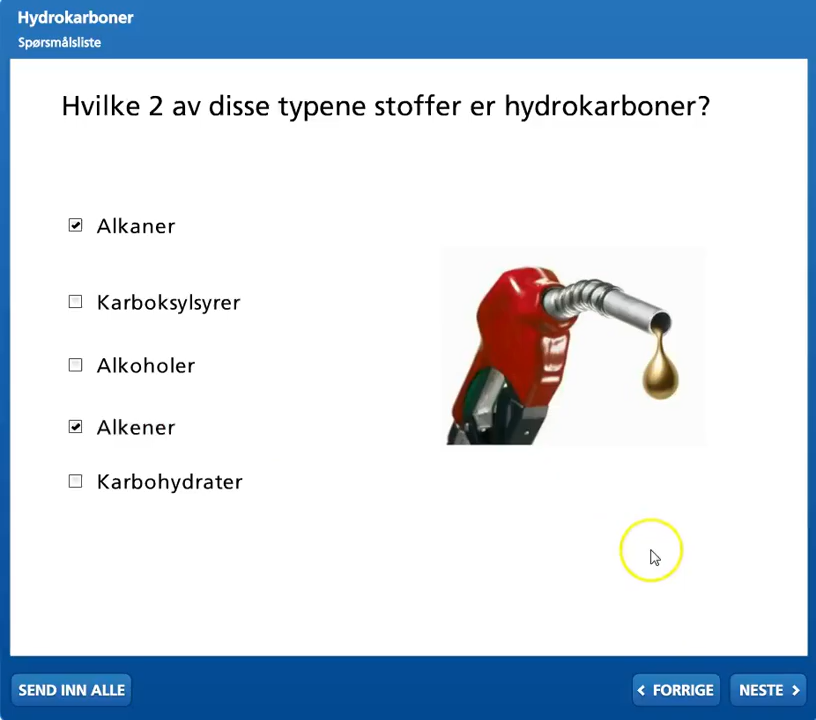 Hydrokarboner
Spørsmålsliste
Hvilke 2 av disse typene stoffer er hydrokarboner?
Alkaner
Karboksylsyrer
Alkoholer
Alkener
Karbohydrater
SEND INN ALLE
FORRIGE
NESTE